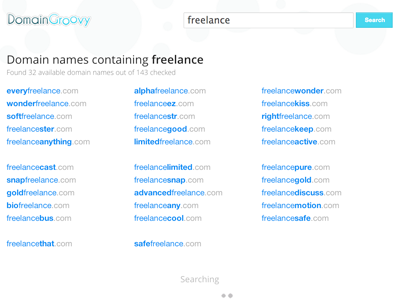 DomainGroovy
freelance
Search
Domain names containing freelance
Found 32 available domain names out of 143 checked
everyfreelance.com alphafreelance.com freelancewonder.com
wonderfreelance.com freelanceez.com freelancekiss.com
softfreelance.com freelancestr.com rightfreelance.com
freelancester.com freelancegood.com freelancekeep.com
freelanceanything.com limitedfreelance.com freelanceactive.com
freelancecast.com freelancelimited.com freelancepure.com
snapfreelance.com freelancesnap.com freelancegold.com
goldfreelance.com advancedfreelance.com freelancediscuss.com
biofreelance.com freelanceany.com freelancemotion.com
freelancebus.com freelancecool.com freelancesafe.com
freelancethat.com safefreelance.com
Searching